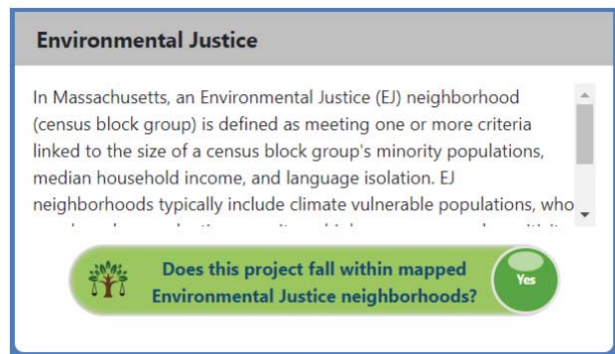 Environmental Justice
In Massachusetts, an Environmental Justice (EJ) neighborhood
(census block group) is defined as meeting one or more criteria
linked to the size of a census block group's minority populations,
median household income, and language isolation. EJ
neighborhoods typically include climate vulnerable populations, who
Does this project fall within mapped
Environmental Justice neighborhoods?
Yes